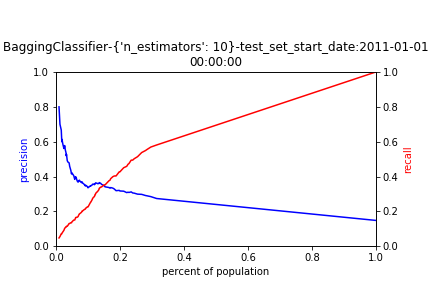 BaggingClassifier-{'n_estimators': 10}-test_set_start_date:2011-01-01
00:00:00
1.0
0.8
0.6
0.4
0.2
0.0
precision
1.0
0.8
0.6
0.4
0.2
0.0
recall
0.0 0.2 0.4 0.6 0.8 1.0
percent of population